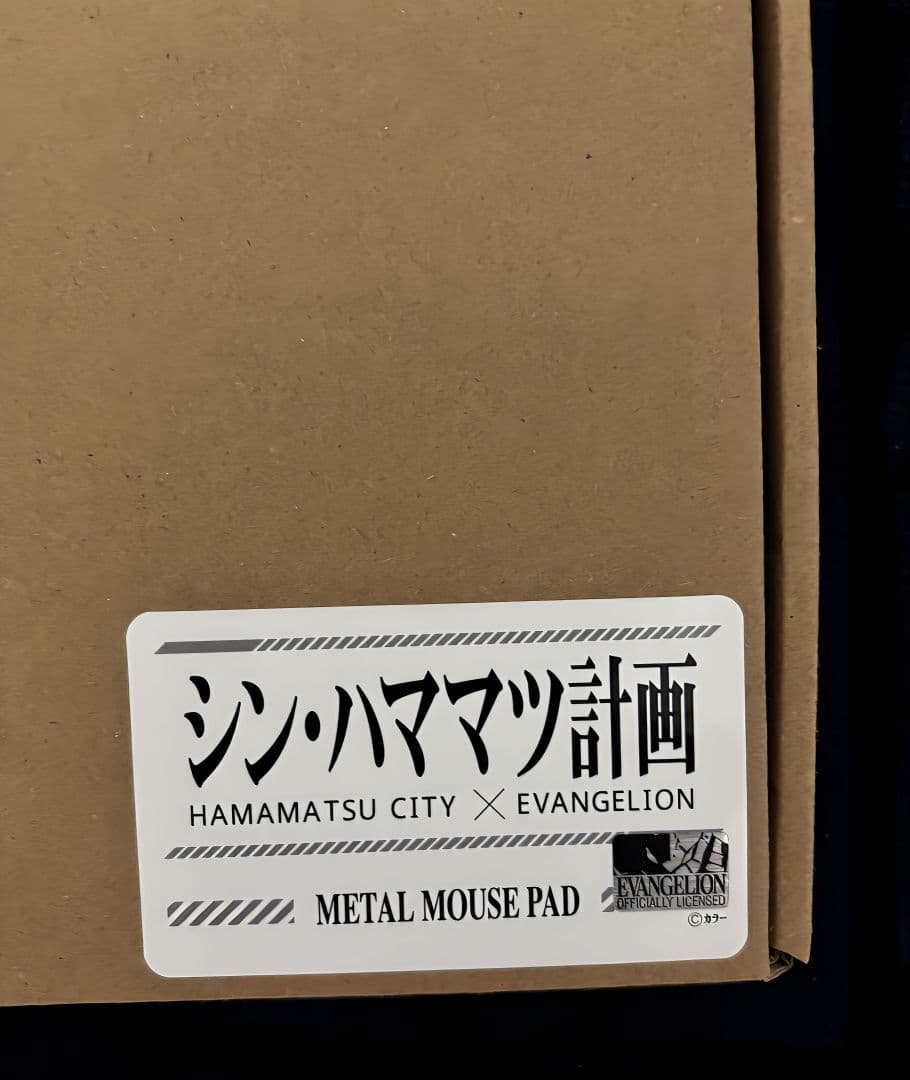 シン・ハママツ計画
HAMAMATSU CITY × EVANGELION
METAL MOUSE PAD
EVANGELION
OFFICIALLY LICENSED
©カラー